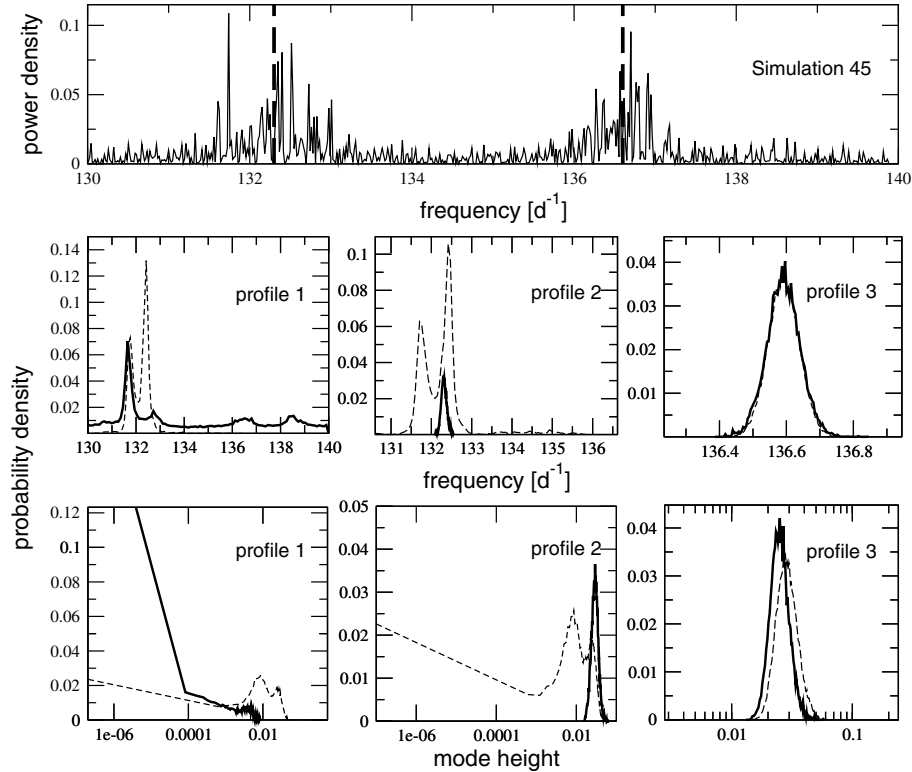 power density
0.1
0.05
0
Simulation 45
130 132 134 136 138 140
frequency [d⁻¹]
probability density
0.14
0.12
0.1
0.08
0.06
0.04
0.02
profile 1
130 132 134 136 138 140
0.1
0.08
0.06
0.04
0.02
profile 2
131 132 133 134 135 136
frequency [d⁻¹]
0.04
0.03
0.02
0.01
profile 3
136.4 136.6 136.8
0.12
0.1
0.08
0.06
0.04
0.02
0
profile 1
1e-06 0.0001 0.01
0.05
0.04
0.03
0.02
0.01
0
profile 2
1e-06 0.0001 0.01
mode height
0.04
0.03
0.02
0.01
0
profile 3
0.01 0.1